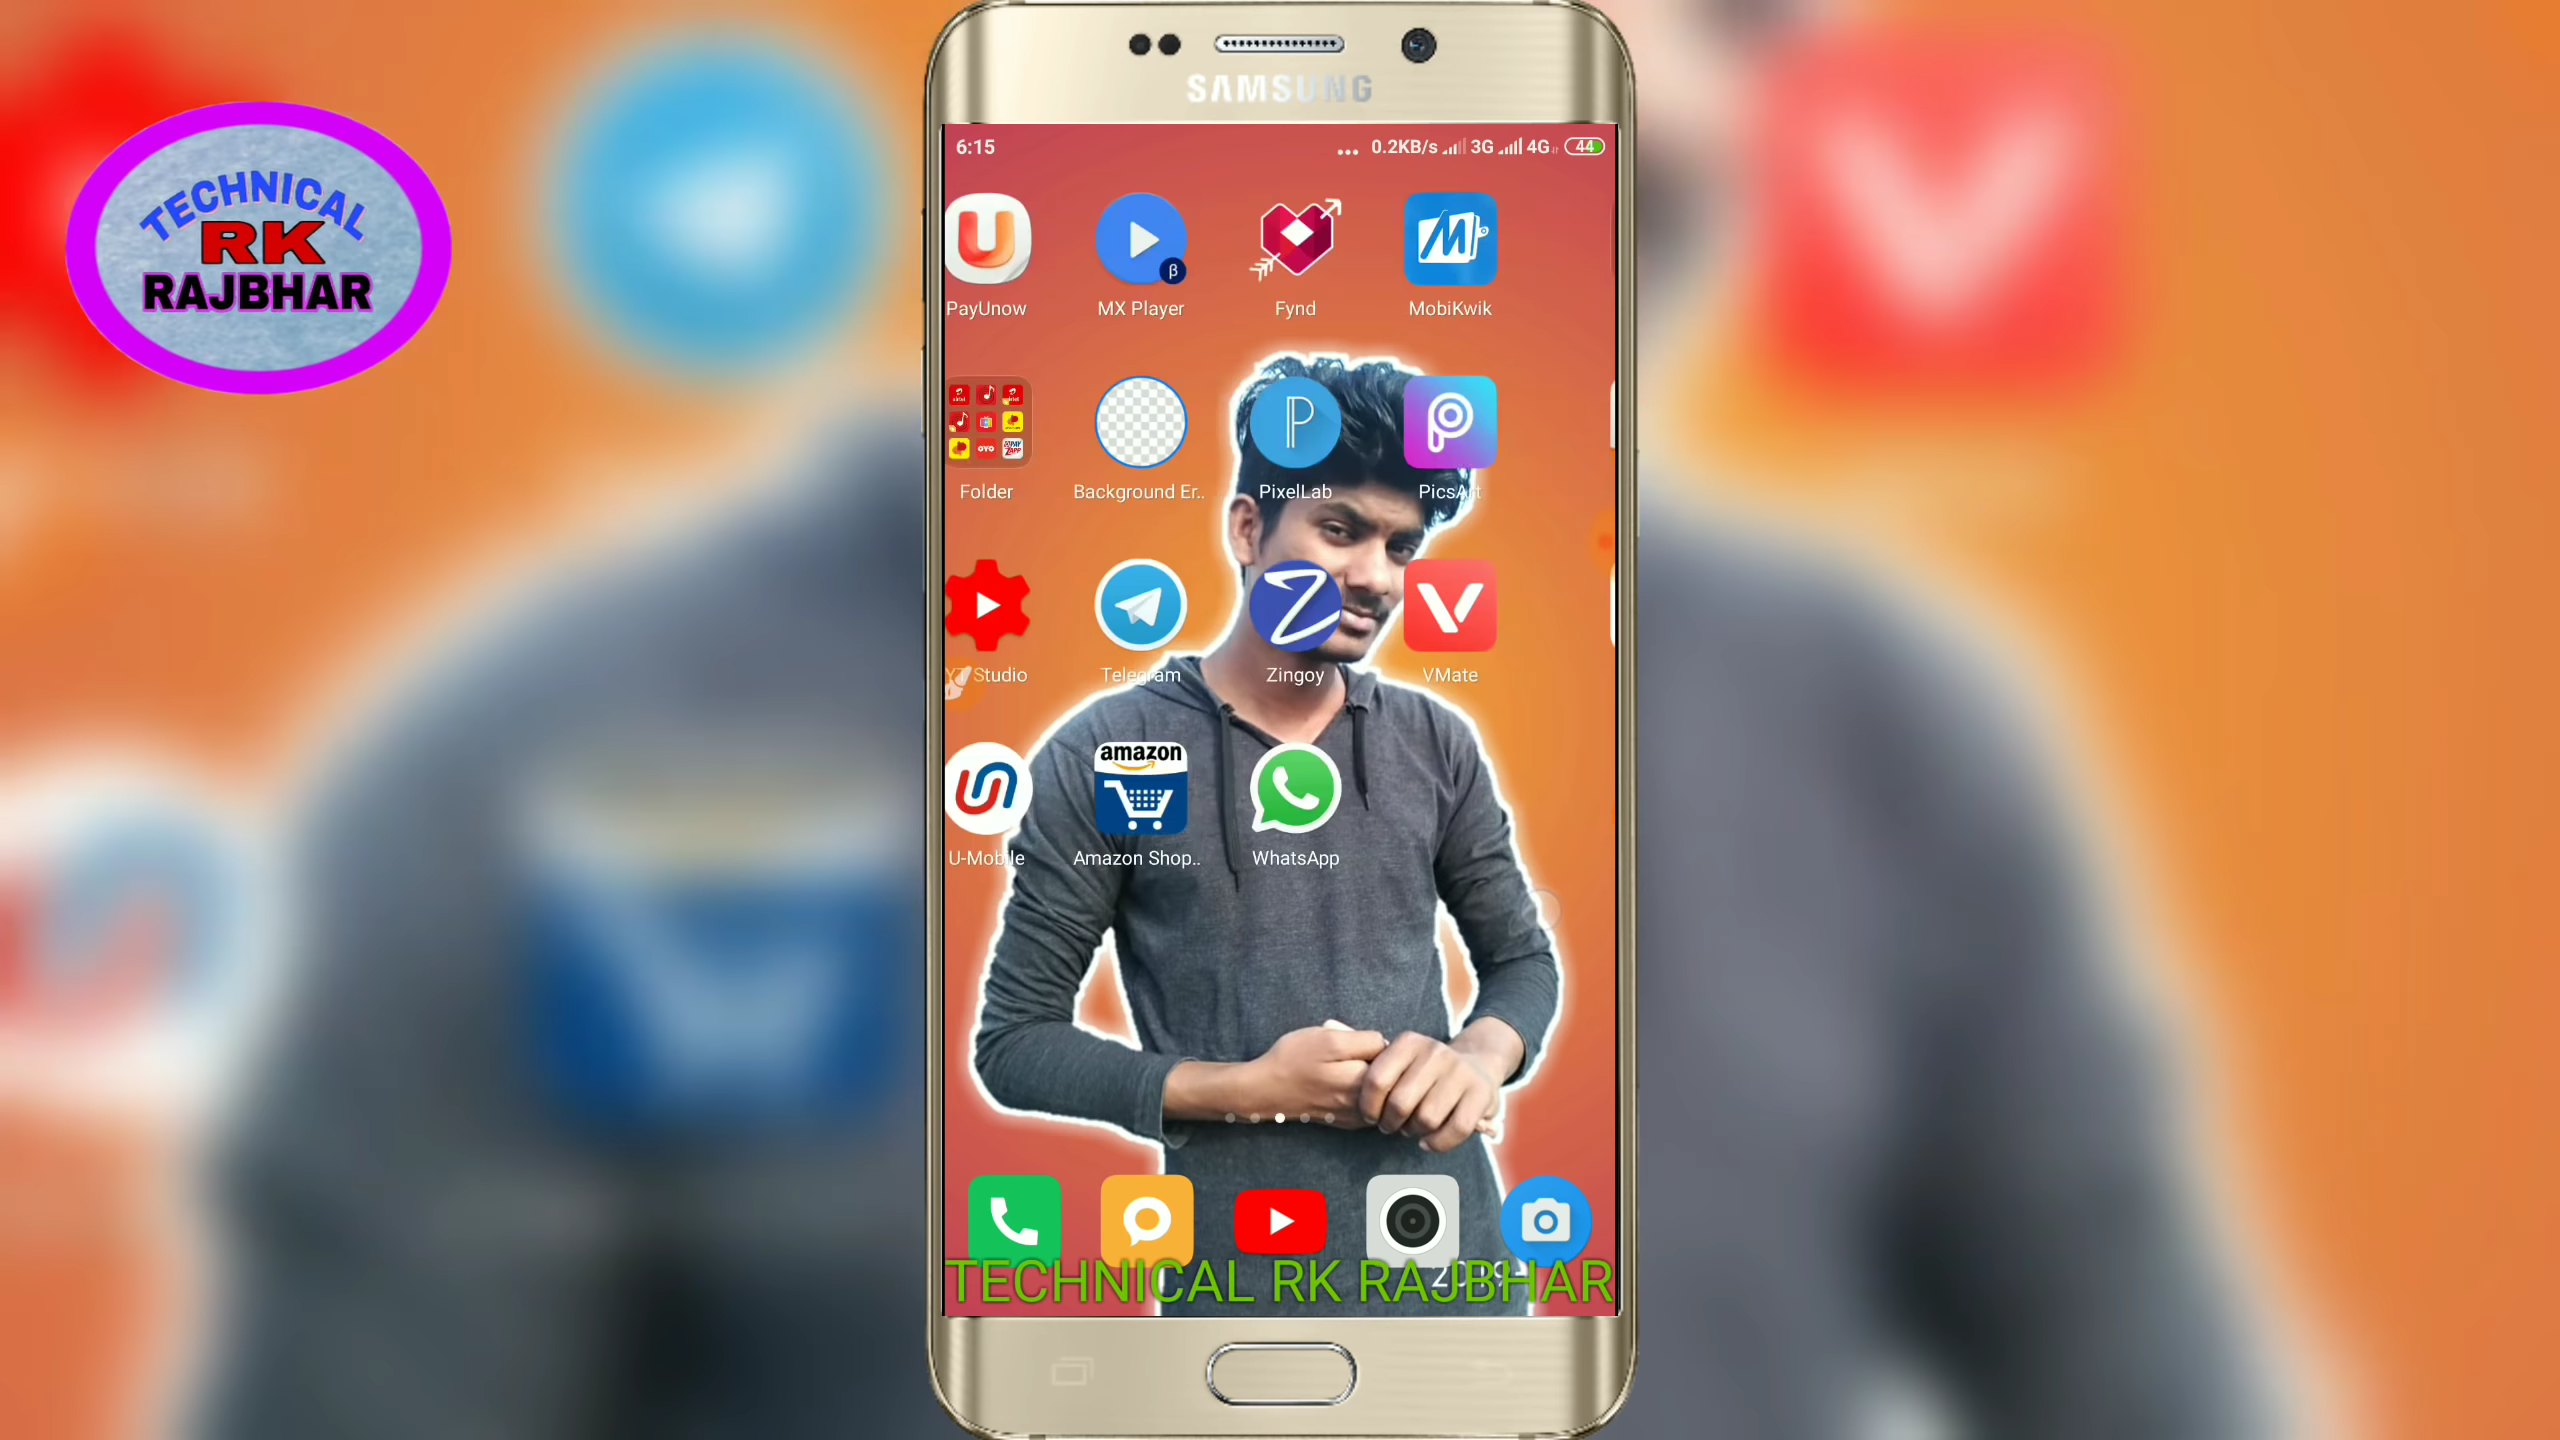 SAMSUNG
6:15
... 0.2KB/s 3G 4G 44
TECHNICAL
RK
RAJBHAR
PayUnow
MX Player
Fynd
MobiKwik
β
Folder
Background Er..
PixelLab
PicsArt
YT Studio
Telegram
Zingoy
VMate
amazon
U-Mobile
Amazon Shop..
WhatsApp
TECHNICAL RK RAJBHAR